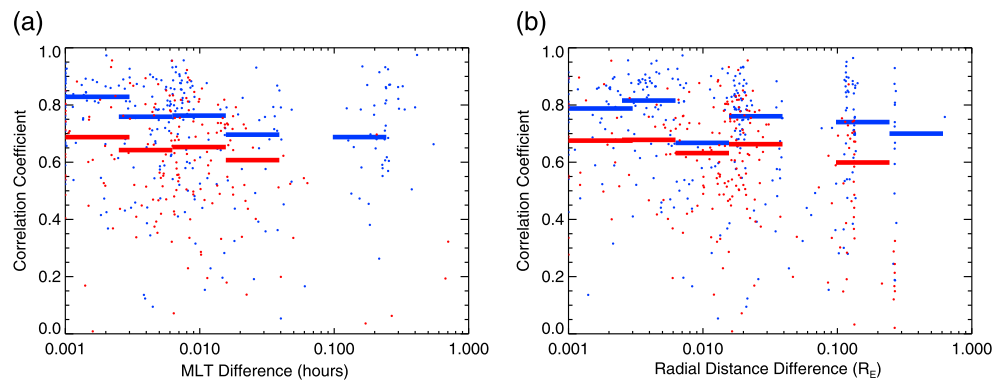 (a)
1.0
0.8
0.6
0.4
0.2
0.0
Correlation Coefficient
0.001 0.010 0.100 1.000
MLT Difference (hours)
(b)
1.0
0.8
0.6
0.4
0.2
0.0
Correlation Coefficient
0.001 0.010 0.100 1.000
Radial Distance Difference (R_E)